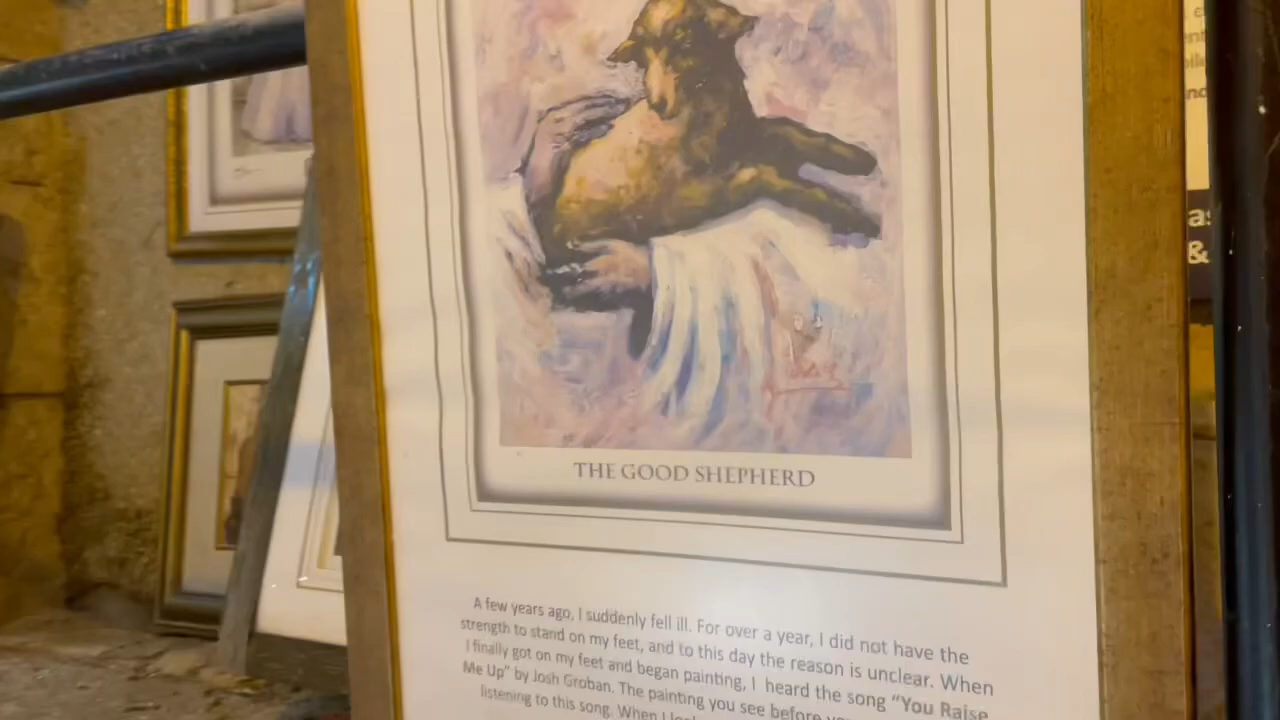 THE GOOD SHEPHERD
A few years ago, I suddenly fell ill. For over a year, I did not have the
strength to stand on my feet, and to this day the reason is unclear. When
I finally got on my feet and began painting, I heard the song "You Raise
Me Up" by Josh Groban. The painting you see before
listening to this song. When I
&